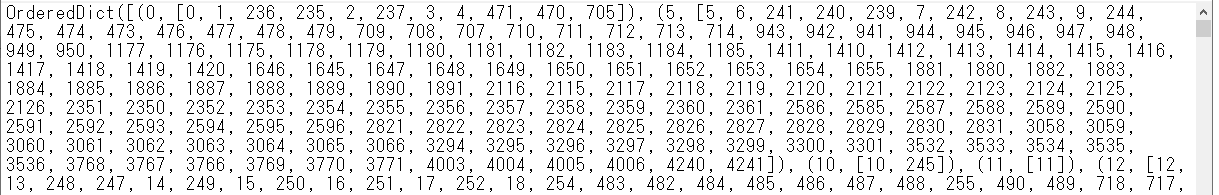 OrderedDict([(0, [0, 1, 236, 235, 2, 237, 3, 4, 471, 470, 705]), (5, [5, 6, 241, 240, 239, 7, 242, 8, 243, 9, 244,
475, 474, 473, 476, 477, 478, 479, 709, 708, 707, 710, 711, 712, 713, 714, 943, 942, 941, 944, 945, 946, 947, 948,
949, 950, 1177, 1176, 1175, 1178, 1179, 1180, 1181, 1182, 1183, 1184, 1185, 1411, 1410, 1412, 1413, 1414, 1415, 1416,
1417, 1418, 1419, 1420, 1646, 1645, 1647, 1648, 1649, 1650, 1651, 1652, 1653, 1654, 1655, 1881, 1880, 1882, 1883,
1884, 1885, 1886, 1887, 1888, 1889, 1890, 1891, 2116, 2115, 2117, 2118, 2119, 2120, 2121, 2122, 2123, 2124, 2125,
2126, 2351, 2350, 2352, 2353, 2354, 2355, 2356, 2357, 2358, 2359, 2360, 2361, 2586, 2585, 2587, 2588, 2589, 2590,
2591, 2592, 2593, 2594, 2595, 2596, 2821, 2822, 2823, 2824, 2825, 2826, 2827, 2828, 2829, 2830, 2831, 3058, 3059,
3060, 3061, 3062, 3063, 3064, 3065, 3066, 3294, 3295, 3296, 3297, 3298, 3299, 3300, 3301, 3532, 3533, 3534, 3535,
3536, 3768, 3767, 3766, 3769, 3770, 3771, 4003, 4004, 4005, 4006, 4240, 4241]), (10, [10, 245]), (11, [11]), (12, [12,
13, 248, 247, 14, 249, 15, 250, 16, 251, 17, 252, 18, 254, 483, 482, 484, 485, 486, 487, 488, 255, 490, 489, 718, 717,